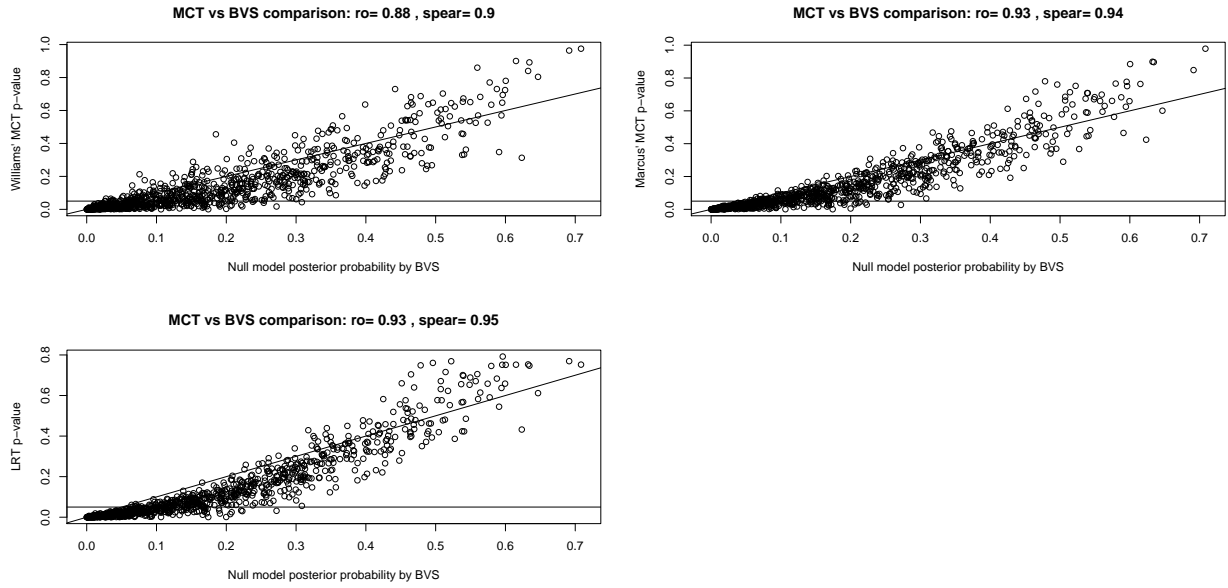 MCT vs BVS comparison: ro= 0.88 , spear= 0.9
Williams' MCT p−value
1.0
0.8
0.6
0.4
0.2
0.0
0.0 0.1 0.2 0.3 0.4 0.5 0.6 0.7
Null model posterior probability by BVS
MCT vs BVS comparison: ro= 0.93 , spear= 0.94
Marcus' MCT p−value
1.0
0.8
0.6
0.4
0.2
0.0
0.0 0.1 0.2 0.3 0.4 0.5 0.6 0.7
Null model posterior probability by BVS
MCT vs BVS comparison: ro= 0.93 , spear= 0.95
LRT p−value
0.8
0.6
0.4
0.2
0.0
0.0 0.1 0.2 0.3 0.4 0.5 0.6 0.7
Null model posterior probability by BVS